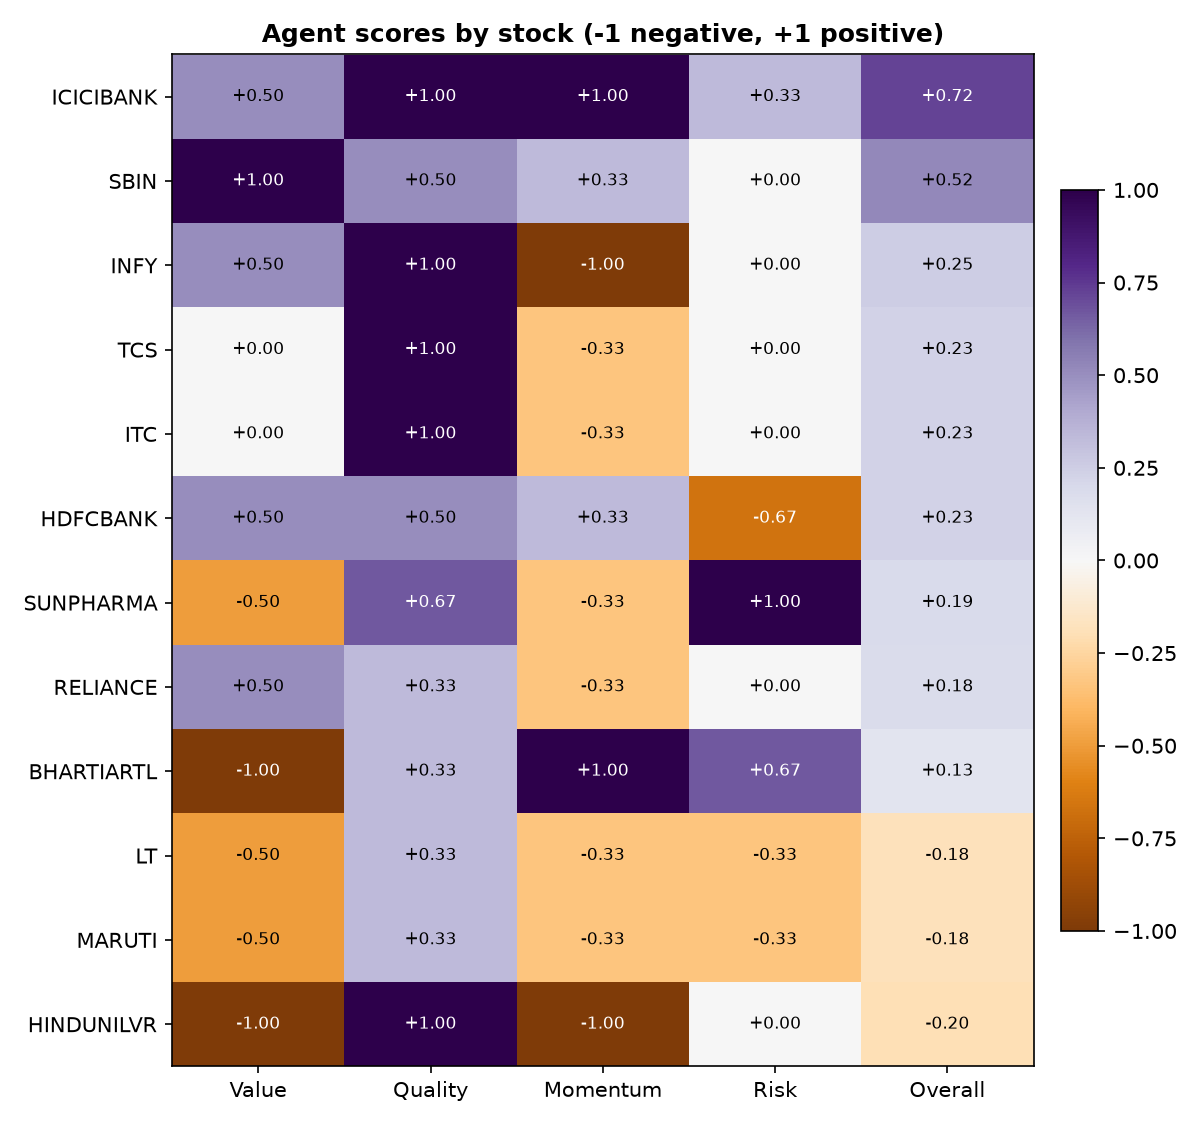 Agent scores by stock (-1 negative, +1 positive)
ICICIBANK +0.50 +1.00 +1.00 +0.33 +0.72
SBIN +1.00 +0.50 +0.33 +0.00 +0.52
INFY +0.50 +1.00 -1.00 +0.00 +0.25
TCS +0.00 +1.00 -0.33 +0.00 +0.23
ITC +0.00 +1.00 -0.33 +0.00 +0.23
HDFCBANK +0.50 +0.50 +0.33 -0.67 +0.23
SUNPHARMA -0.50 +0.67 -0.33 +1.00 +0.19
RELIANCE +0.50 +0.33 -0.33 +0.00 +0.18
BHARTIARTL -1.00 +0.33 +1.00 +0.67 +0.13
LT -0.50 +0.33 -0.33 -0.33 -0.18
MARUTI -0.50 +0.33 -0.33 -0.33 -0.18
HINDUNILVR -1.00 +1.00 -1.00 +0.00 -0.20
Value Quality Momentum Risk Overall
1.00
0.75
0.50
0.25
0.00
−0.25
−0.50
−0.75
−1.00